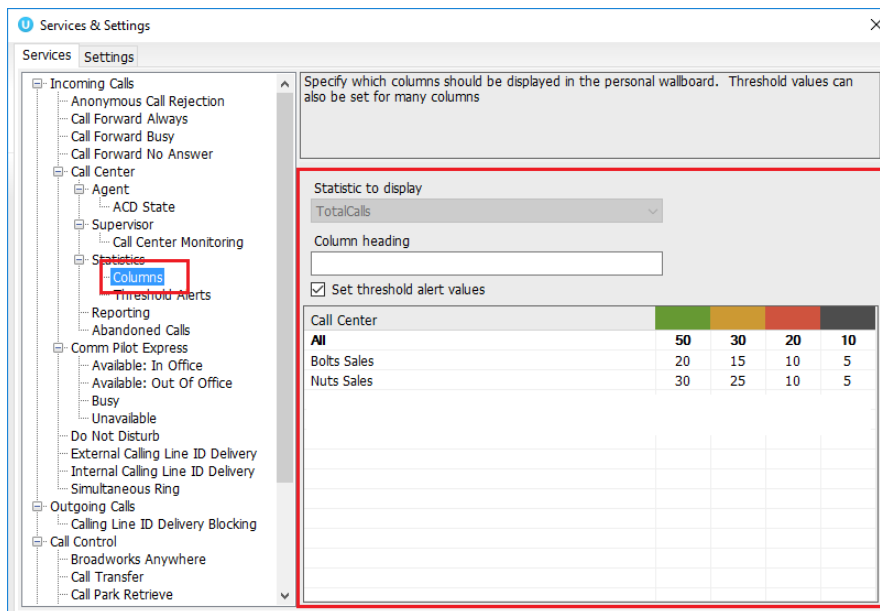 Services & Settings
Services Settings
Incoming Calls
Anonymous Call Rejection
Call Forward Always
Call Forward Busy
Call Forward No Answer
Call Center
Agent
ACD State
Supervisor
Call Center Monitoring
Statistics
Columns
Threshold Alerts
Reporting
Abandoned Calls
Comm Pilot Express
Available: In Office
Available: Out Of Office
Busy
Unavailable
Do Not Disturb
External Calling Line ID Delivery
Internal Calling Line ID Delivery
Simultaneous Ring
Outgoing Calls
Calling Line ID Delivery Blocking
Call Control
Broadworks Anywhere
Call Transfer
Call Park Retrieve
Specify which columns should be displayed in the personal wallboard. Threshold values can
also be set for many columns
Statistic to display
TotalCalls
Column heading
Set threshold alert values
Call Center
All 50 30 20 10
Bolts Sales 20 15 10 5
Nuts Sales 30 25 10 5